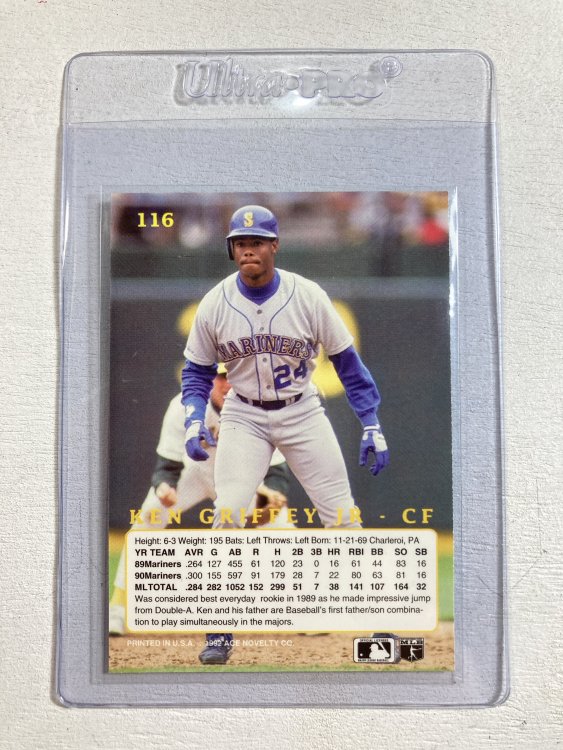 Ultra·PRO®
116
S
MARINERS
24
KEN GRIFFEY JR - CF
Height: 6-3 Weight: 195 Bats: Left Throws: Left Born: 11-21-69 Charleroi, PA
YR TEAM AVR G AB R H 2B 3B HR RBI BB SO SB
89Mariners .264 127 455 61 120 23 0 16 61 44 83 16
90Mariners .300 155 597 91 179 28 7 22 80 63 81 16
MLTOTAL .284 282 1052 152 299 51 7 38 141 107 164 32
Was considered best everyday rookie in 1989 as he made impressive jump
from Double-A. Ken and his father are Baseball's first father/son combina-
tion to play simultaneously in the majors.
PRINTED IN U.S.A. 1992 ACE NOVELTY CO.